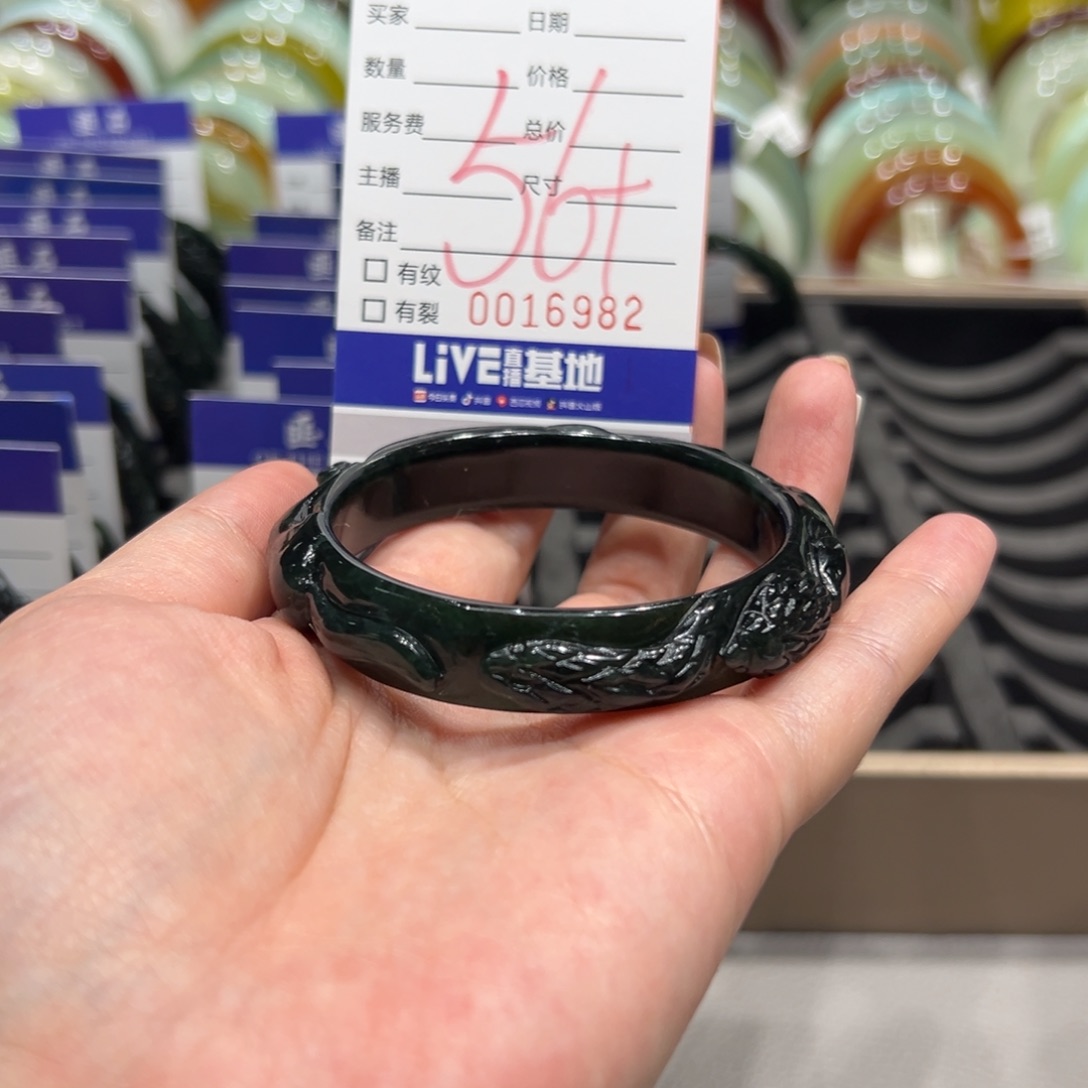 买家 日期
数量 价格
服务费 总价
主播 尺寸
56+
备注
□ 有纹
□ 有裂 0016982
LiVE直播基地